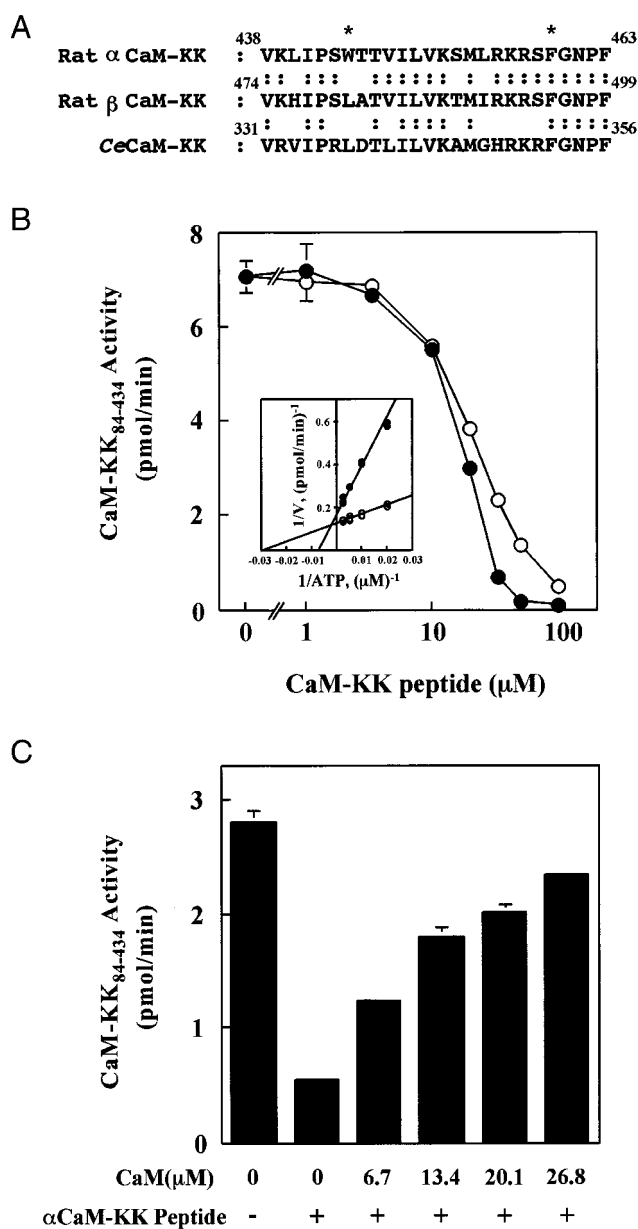 A
* *
438 463
Rat α CaM-KK : VKLIPSWTTVILVKSMLRKRSFGNPF
474 :: :: :::::: : :::::::: 499
Rat β CaM-KK : VKHIPSLATVILVKTMIRKRSFGNPF
331 : :: : :::: : ::::: 356
CeCaM-KK : VRVIPRLDTLILVKAMGHRKRFGNPF
B
CaM-KK84-434 Activity
(pmol/min)
8
6
4
2
0
1/V, (pmol/min)-1
0.6
0.4
0.2
-0.03 -0.02 -0.01 0 0.01 0.02 0.03
1/ATP, (μM)-1
0 1 10 100
CaM-KK peptide (μM)
C
CaM-KK84-434 Activity
(pmol/min)
3
2
1
0
CaM(μM) 0 0 6.7 13.4 20.1 26.8
αCaM-KK Peptide - + + + + +